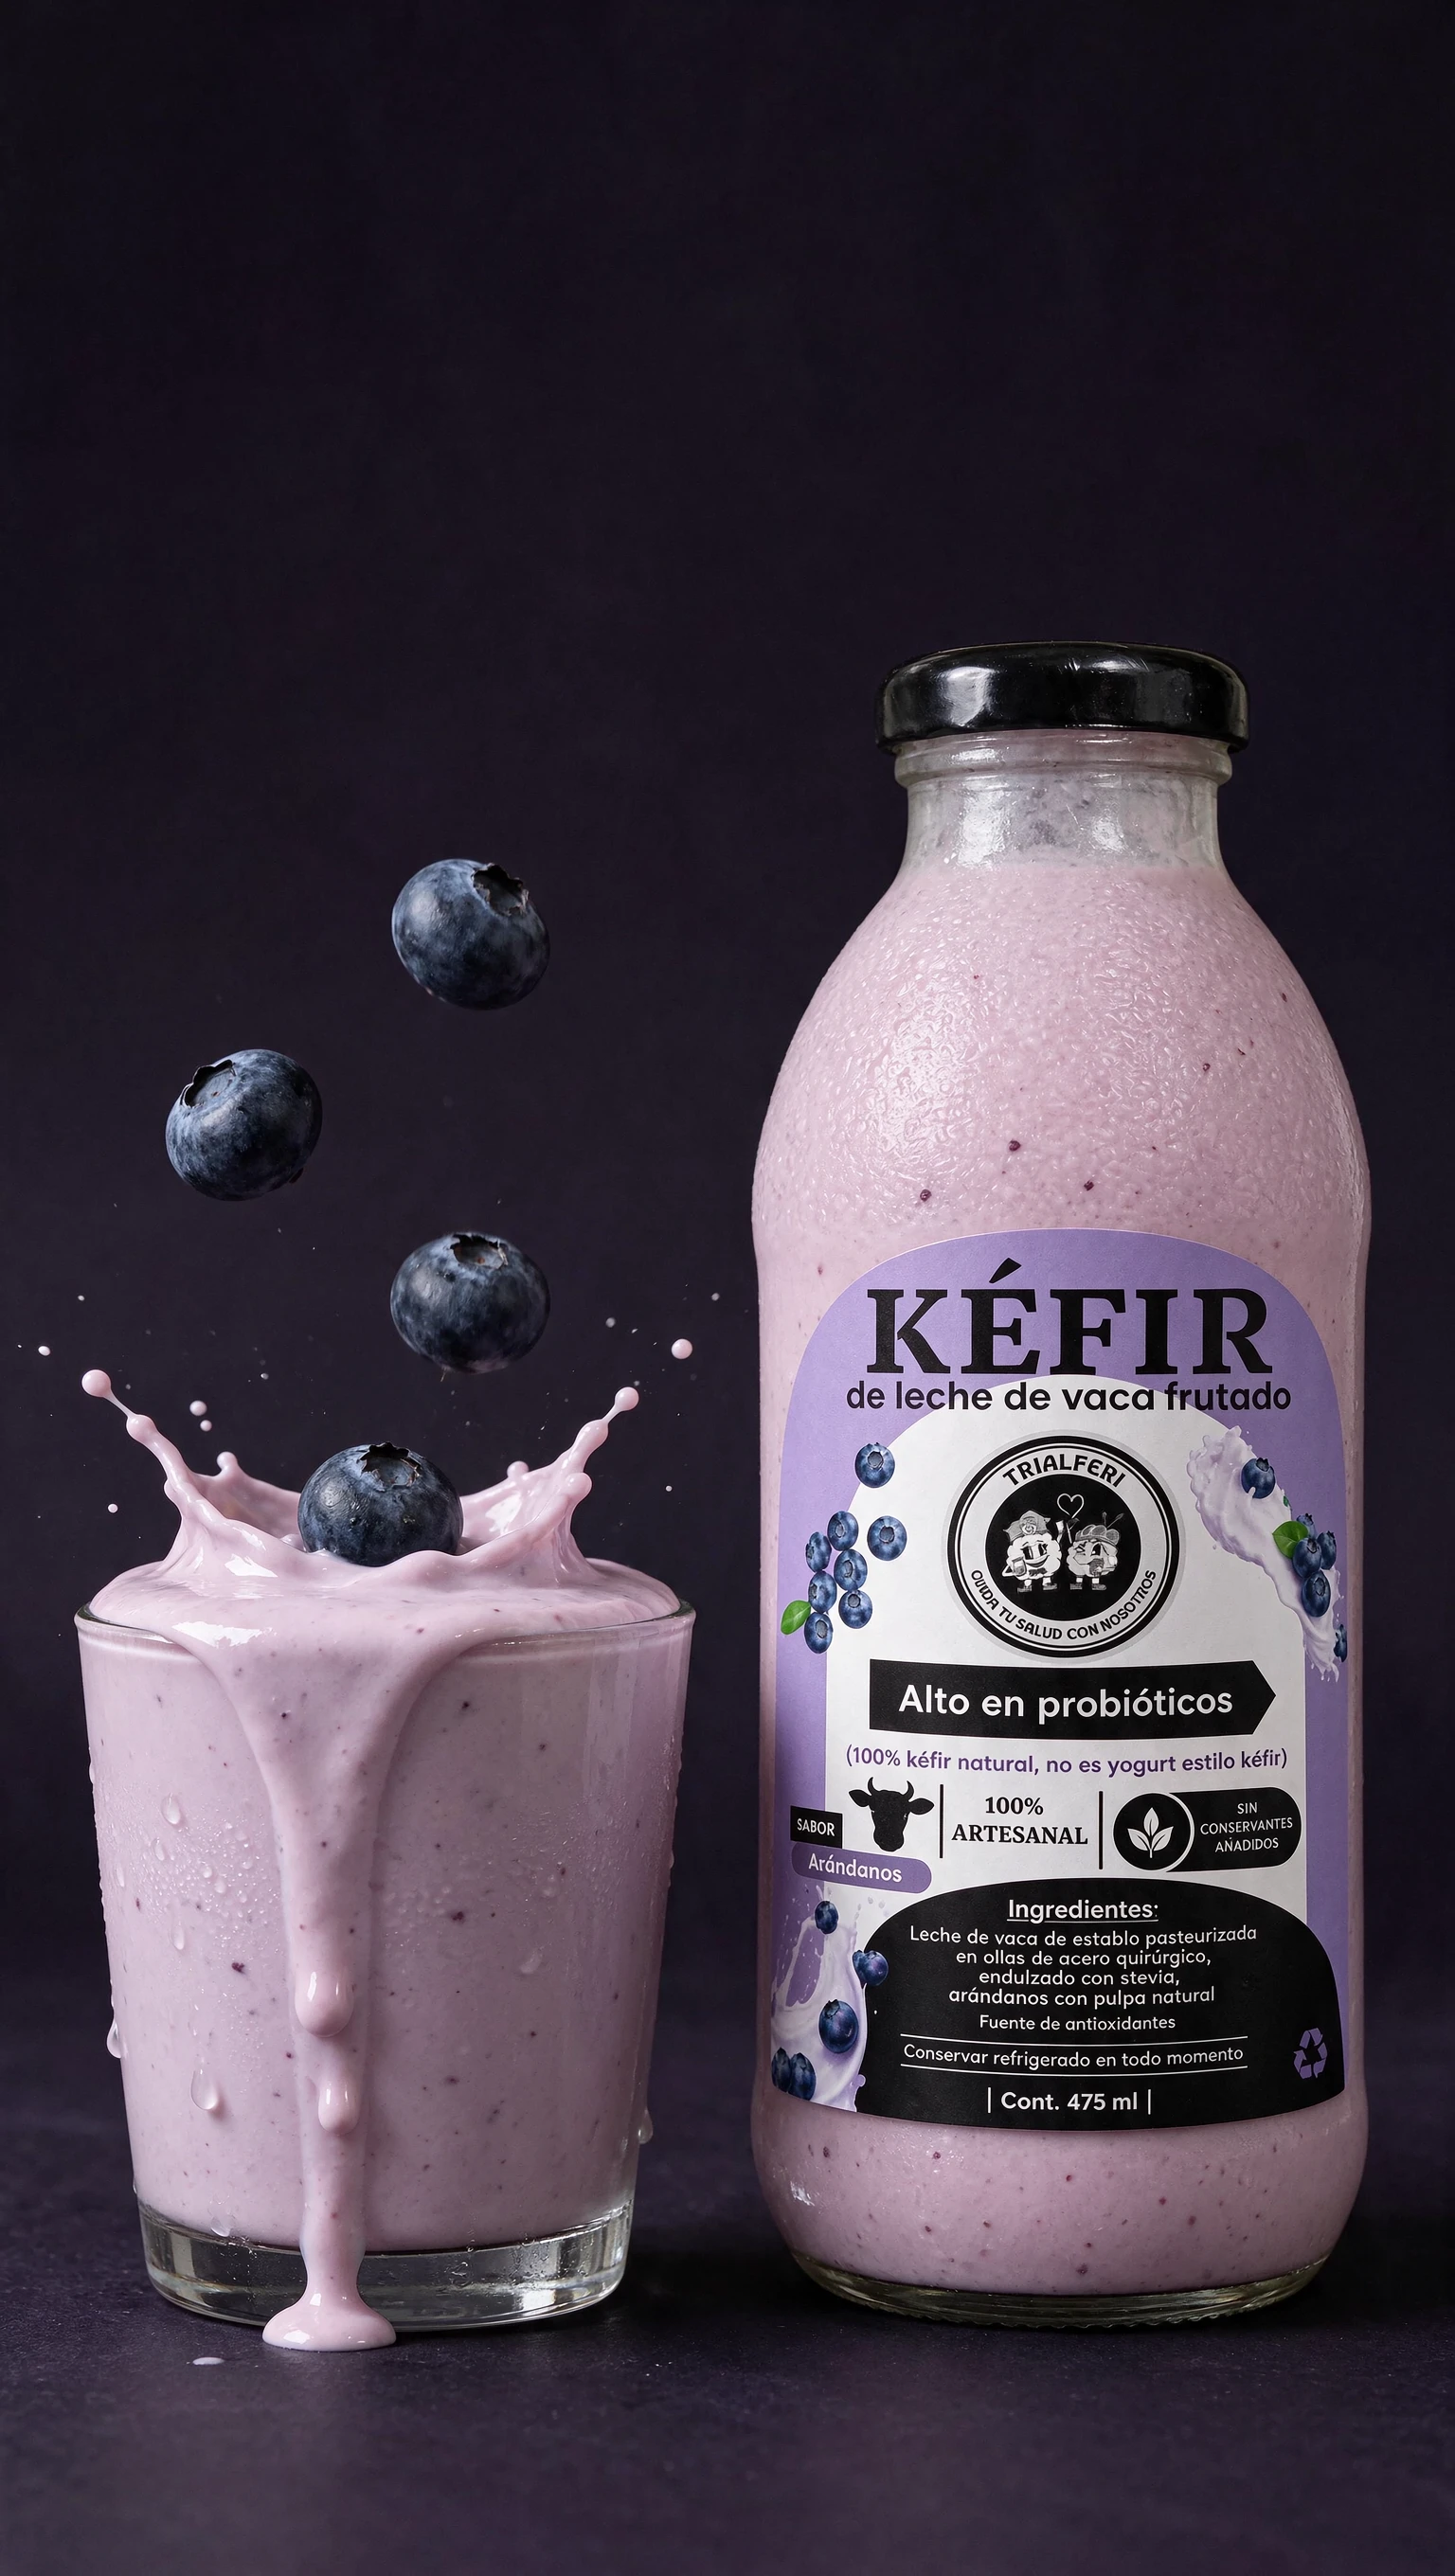 KÉFIR
de leche de vaca frutado
TRIALFERI
CUIDA TU SALUD CON NOSOTROS
Alto en probióticos
(100% kéfir natural, no es yogurt estilo kéfir)
SABOR
Arándanos
100%
ARTESANAL
SIN
CONSERVANTES
AÑADIDOS
Ingredientes:
Leche de vaca de establo pasteurizada
en ollas de acero quirúrgico,
endulzado con stevia,
arándanos con pulpa natural
Fuente de antioxidantes
Conservar refrigerado en todo momento
| Cont. 475 ml |